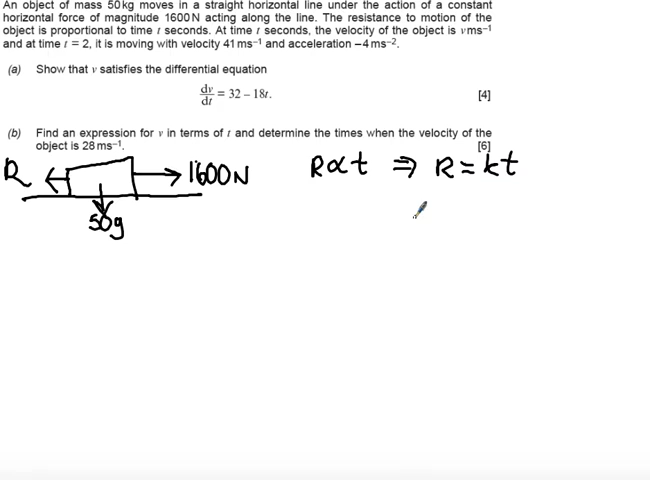 An object of mass 50 kg moves in a straight horizontal line under the action of a constant
horizontal force of magnitude 1600 N acting along the line. The resistance to motion of the
object is proportional to time t seconds. At time t seconds, the velocity of the object is v ms⁻¹
and at time t = 2, it is moving with velocity 41 ms⁻¹ and acceleration −4 ms⁻².
(a) Show that v satisfies the differential equation
dv/dt = 32 − 18t. [4]
(b) Find an expression for v in terms of t and determine the times when the velocity of the
object is 28 ms⁻¹. [6]
R 1600N R∝t ⇒ R=kt
50g